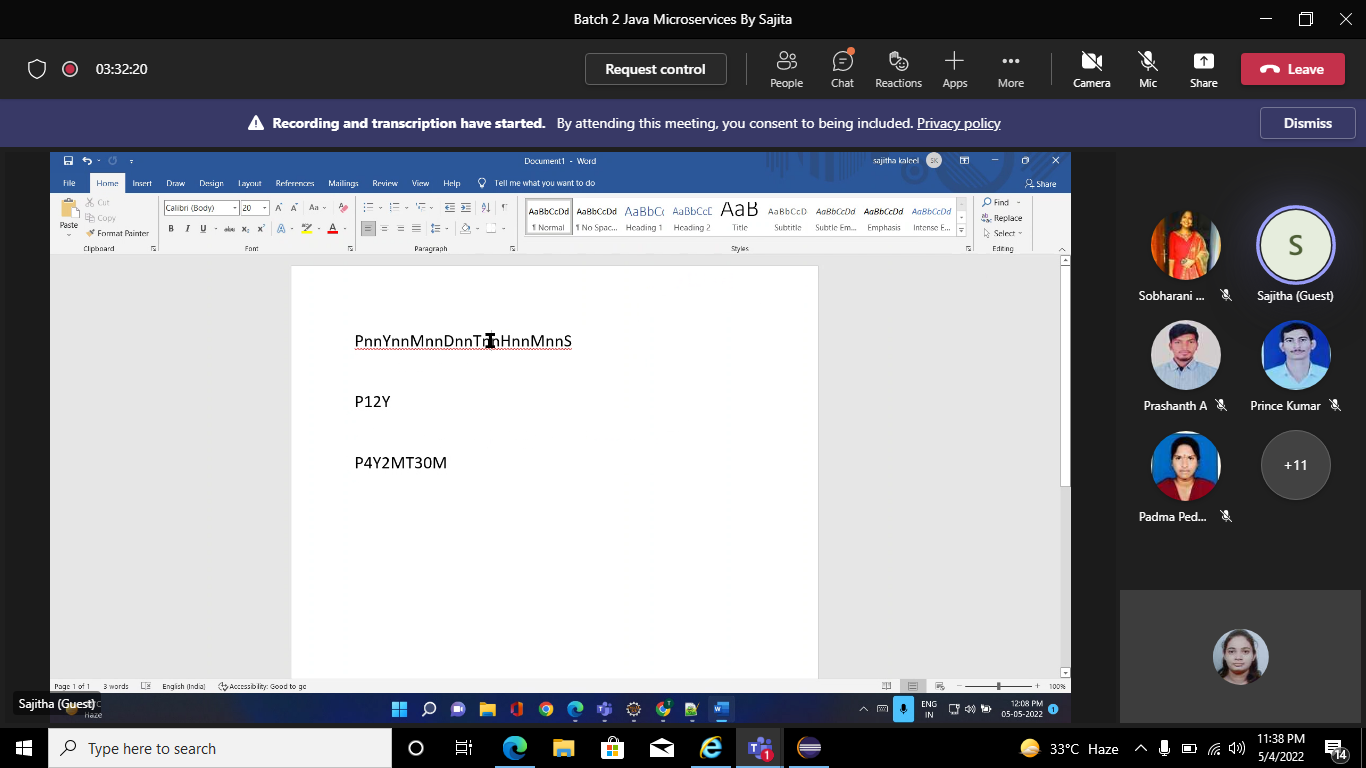 Batch 2 Java Microservices By Sajita
03:32:20
Request control
People
Chat
Reactions
Apps
More
Camera
Mic
Share
Leave
Recording and transcription have started. By attending this meeting, you consent to being included. Privacy policy
Dismiss
Document1 - Word
sajitha kaleel
SK
File Home Insert Draw Design Layout References Mailings Review View Help Tell me what you want to do
Share
Paste
Cut
Copy
Format Painter
Clipboard
Calibri (Body) 20
Font
Paragraph
AaBbCcDd AaBbCcDd AaBbCc AaBbCcE AaB AaBbCcD AaBbCcDd AaBbCcDd AaBbCcDd
¶ Normal ¶ No Spac... Heading 1 Heading 2 Title Subtitle Subtle Em... Emphasis Intense E...
Styles
Find
Replace
Select
Editing
PnnYnnMnnDnnTnnHnnMnnS
P12Y
P4Y2MT30M
Page 1 of 1 3 words English (India) Accessibility: Good to go
100%
Sajitha (Guest)
Haze
ENG
IN
12:08 PM
05-05-2022
1
Sobharani ...
S
Sajitha (Guest)
Prashanth A
Prince Kumar
Padma Ped...
+11
Type here to search
1
33°C Haze
11:38 PM
5/4/2022
14